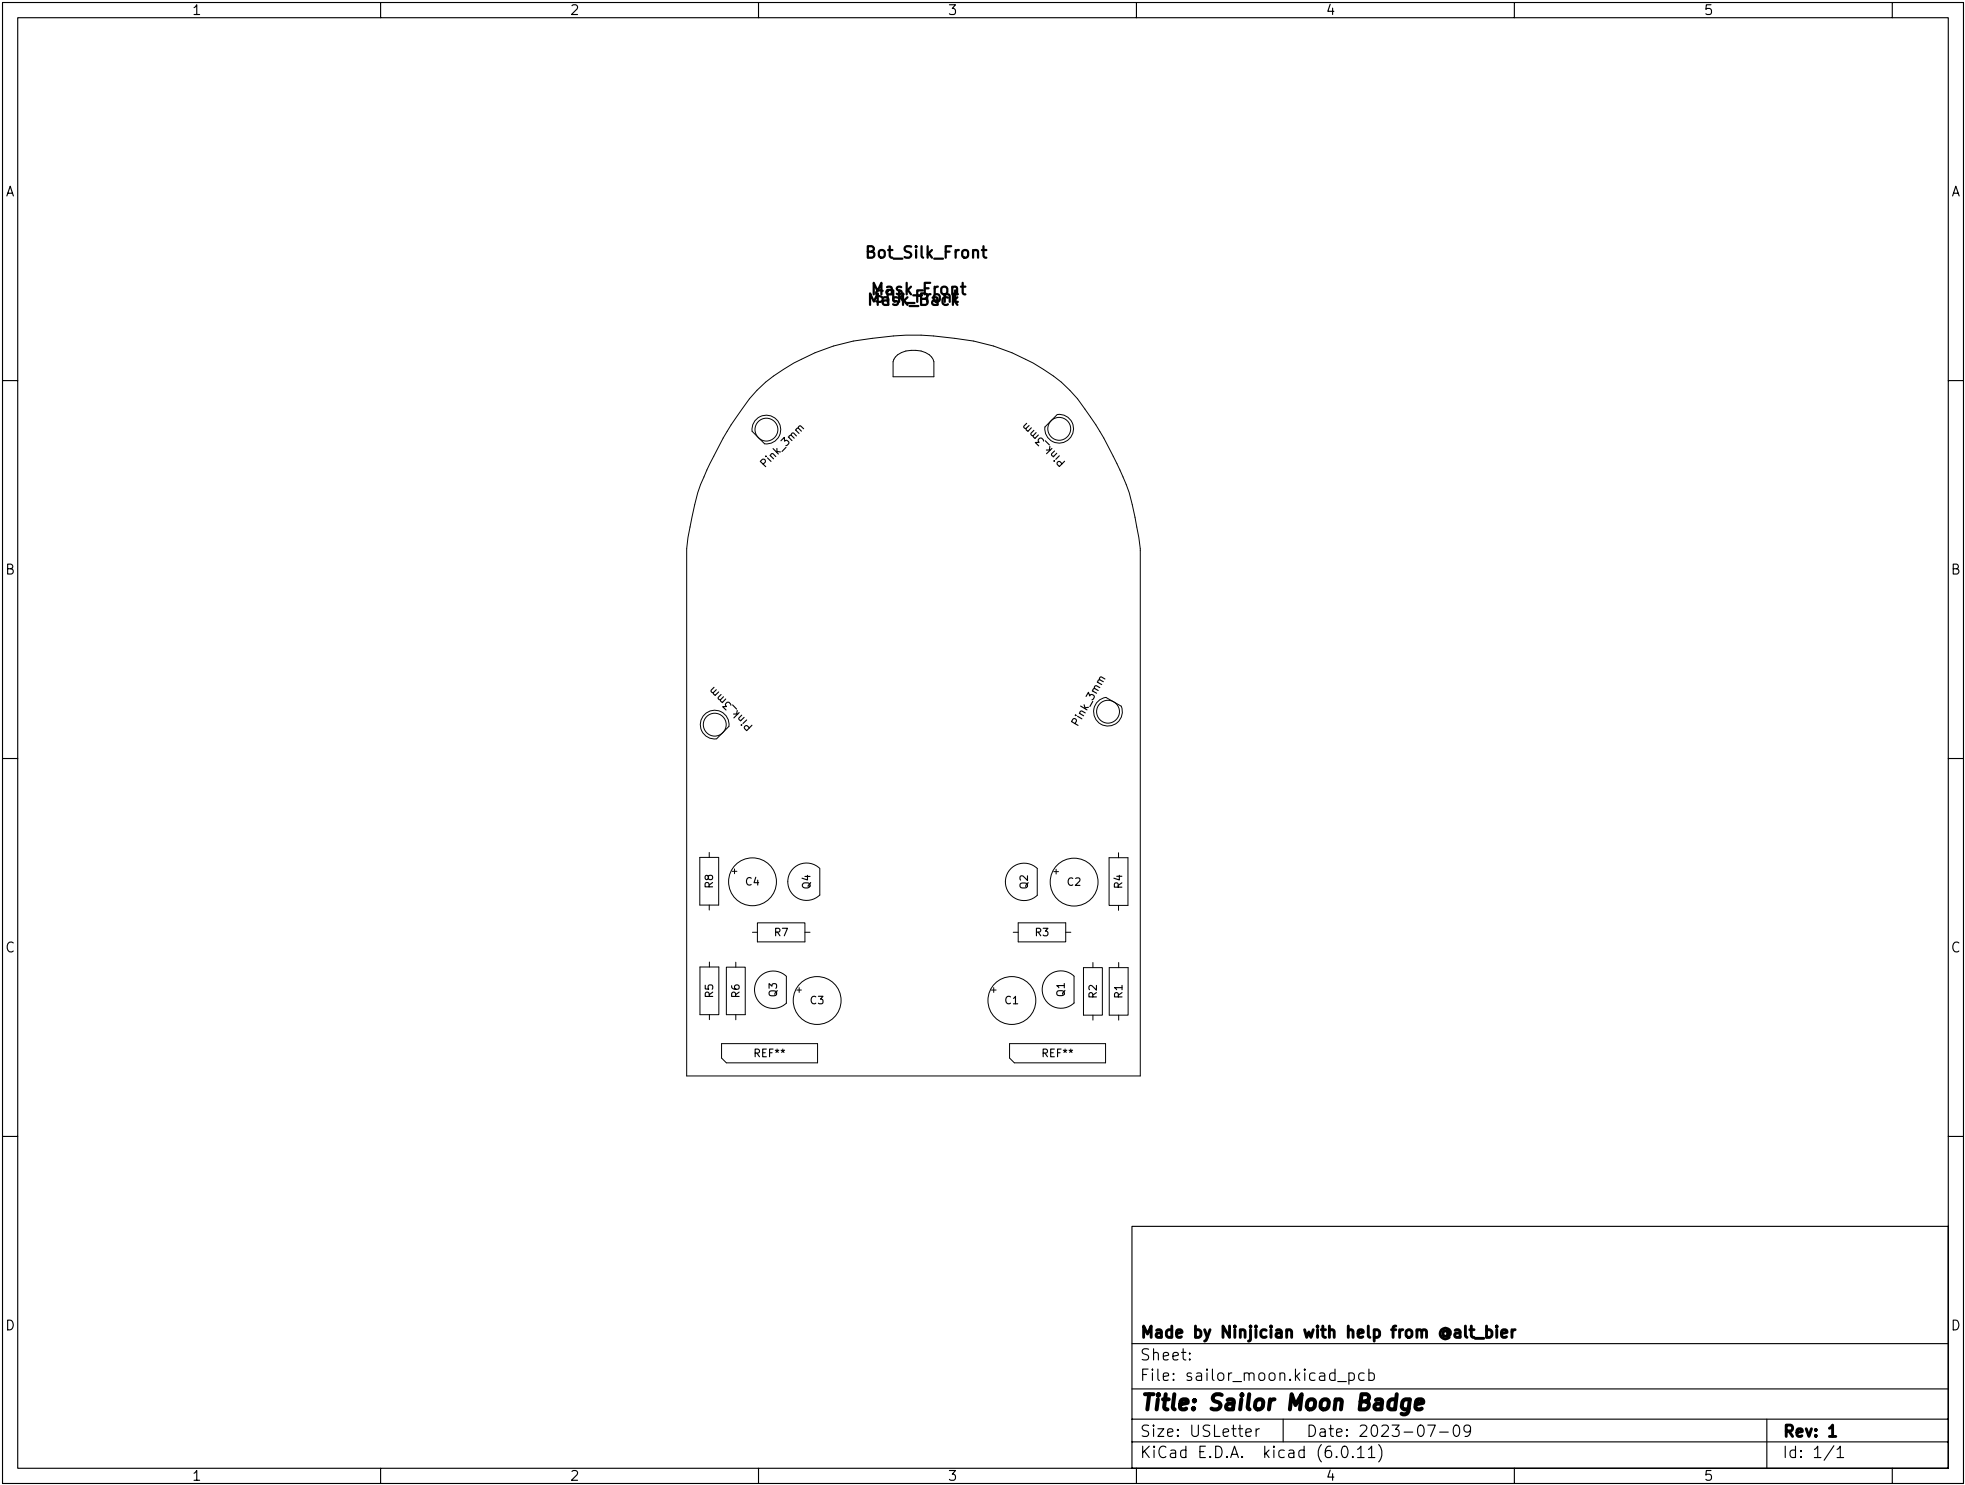 1 2 3 4 5
A A
Bot_Silk_Front
Mask_Front
Silk_Front
Mask_Back
Pink_3mm Pink_3mm
B B
Pink_3mm Pink_3mm
R8 C4 Q4 Q2 C2 R4
R7 R3
C C
R5 R6 Q3 C3 C1 Q1 R2 R1
REF** REF**
D D
Made by Ninjician with help from @alt_bier
Sheet:
File: sailor_moon.kicad_pcb
Title: Sailor Moon Badge
Size: USLetter Date: 2023-07-09 Rev: 1
KiCad E.D.A. kicad (6.0.11) Id: 1/1
1 2 3 4 5